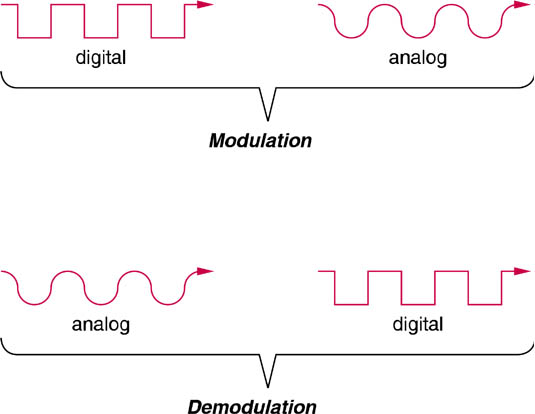 digital
analog
Modulation
analog
digital
Demodulation